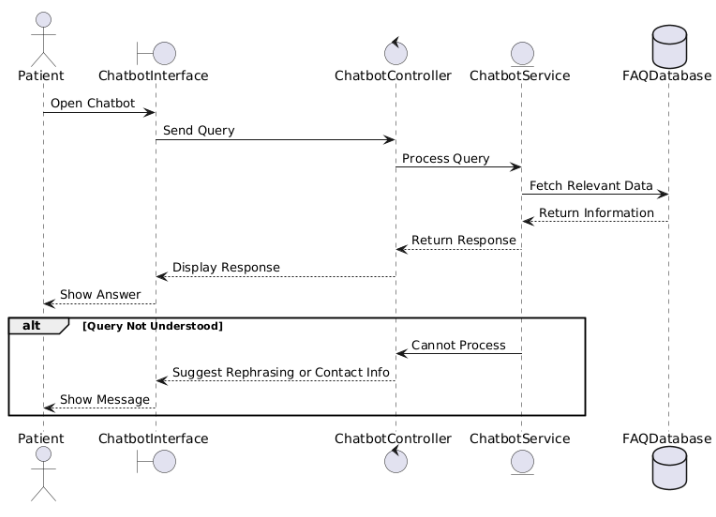 Patient ChatbotInterface ChatbotController ChatbotService FAQDatabase
Open Chatbot
Send Query
Process Query
Fetch Relevant Data
Return Information
Return Response
Display Response
Show Answer
alt [Query Not Understood]
Cannot Process
Suggest Rephrasing or Contact Info
Show Message
Patient ChatbotInterface ChatbotController ChatbotService FAQDatabase